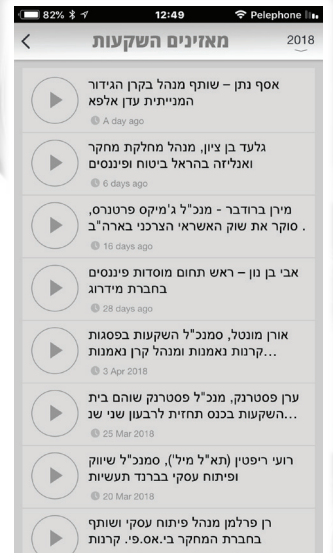 82% 12:49 Pelephone
מאזינים השקעות 2018
אסף נתן – שותף מנהל בקרן הגידור
המנייתית עדן אלפא
A day ago
גלעד בן ציון, מנהל מחלקת מחקר
ואנליזה בהראל ביטוח ופיננסים
6 days ago
מירן ברודבר - מנכ"ל ג'מיקס פרטנרס,
סוקר את שוק האשראי הצרכני בארה"ב .
16 days ago
אבי בן נון – ראש תחום מוסדות פיננסים
בחברת מידרוג
28 days ago
אורן מונטל, סמנכ"ל השקעות בפסגות
קרנות נאמנות ומנהל קרן נאמנות...
3 Apr 2018
ערן פסטרנק, מנכ"ל פסטרנק שוהם בית
השקעות בכנס תחזית לרבעון שני שנ...
25 Mar 2018
רועי ריפטין (תא"ל מיל'), סמנכ"ל שיווק
ופיתוח עסקי בברנד תעשיות
20 Mar 2018
רן פרלמן מנהל פיתוח עסקי ושותף
בחברת המחקר בי.אס.פי. קרנות